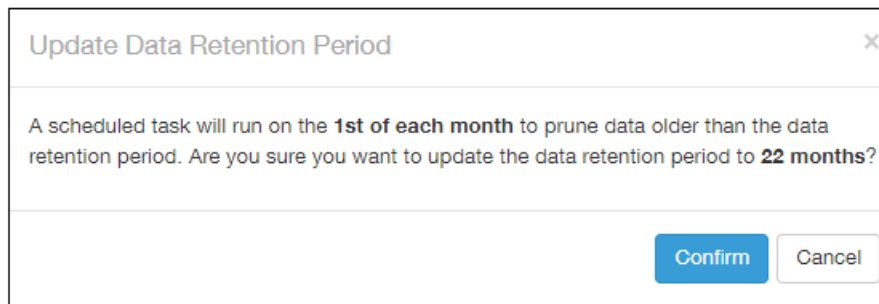 Update Data Retention Period
×
A scheduled task will run on the 1st of each month to prune data older than the data
retention period. Are you sure you want to update the data retention period to 22 months?
Confirm Cancel